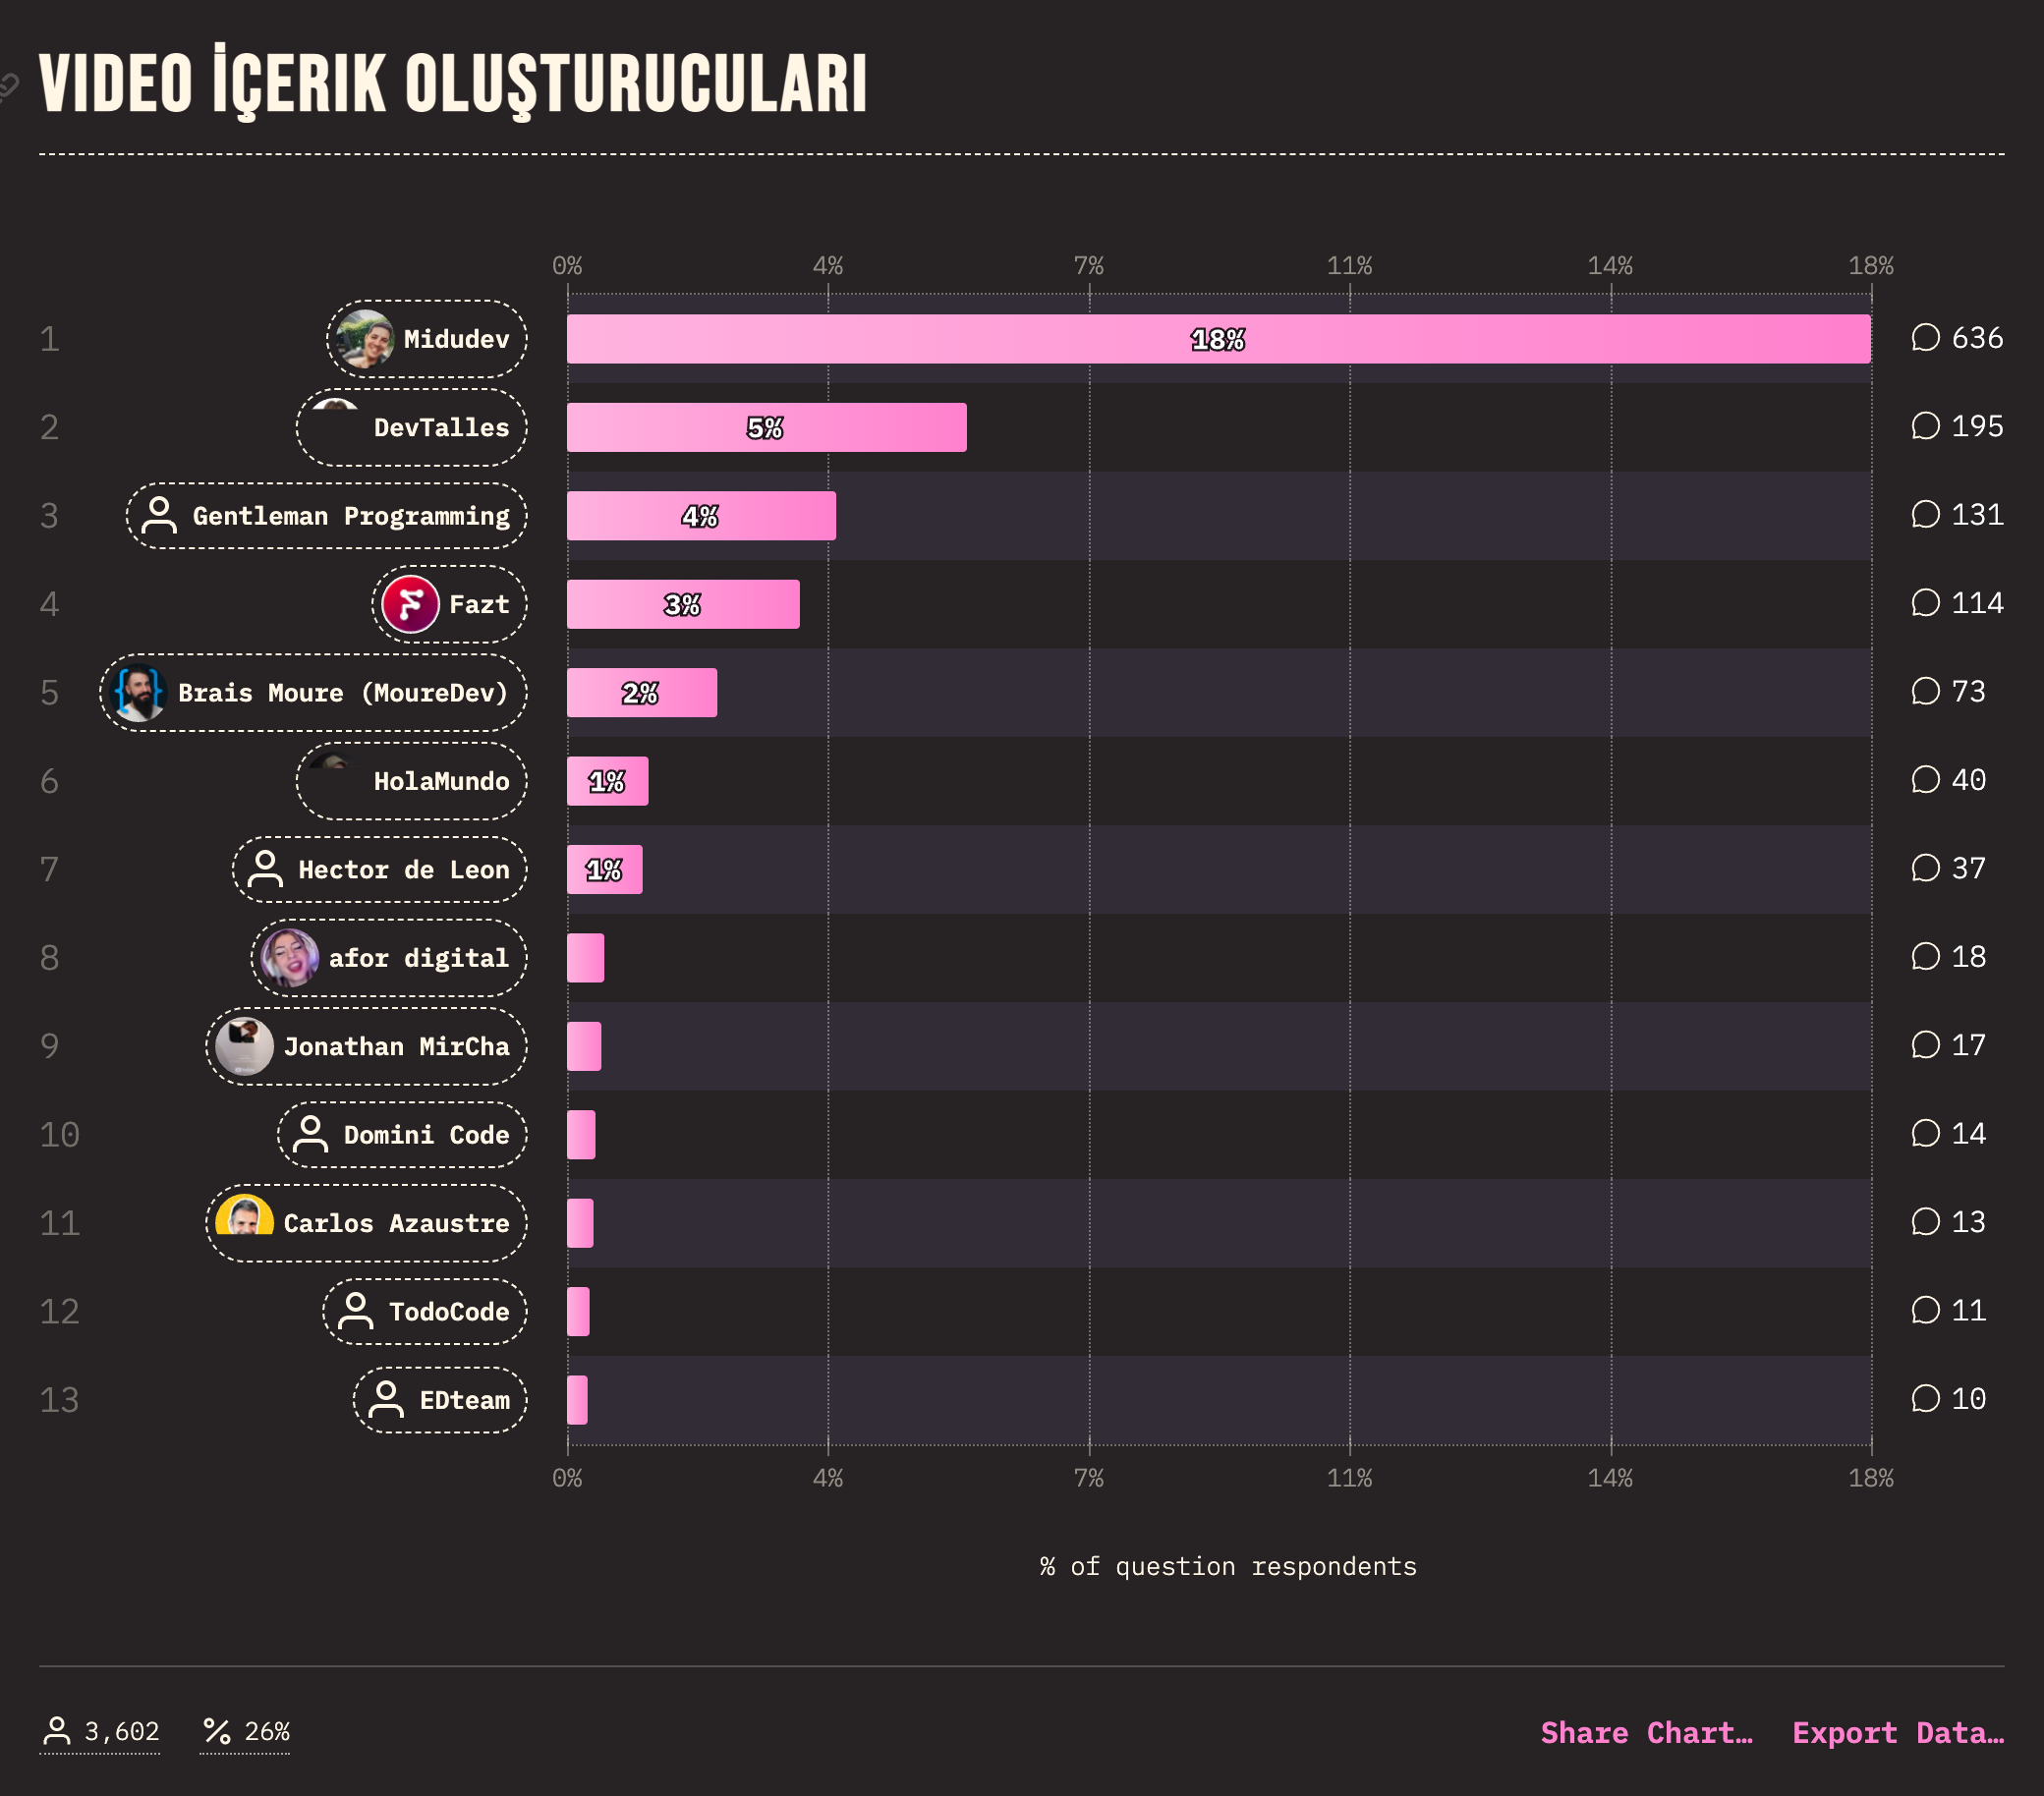 VIDEO İÇERIK OLUŞTURUCULARI
0% 4% 7% 11% 14% 18%
1 Midudev 18% 636
2 DevTalles 5% 195
3 Gentleman Programming 4% 131
4 Fazt 3% 114
5 Brais Moure (MoureDev) 2% 73
6 HolaMundo 1% 40
7 Hector de Leon 1% 37
8 afor digital 18
9 Jonathan MirCha 17
10 Domini Code 14
11 Carlos Azaustre 13
12 TodoCode 11
13 EDteam 10
0% 4% 7% 11% 14% 18%
% of question respondents
3,602 % 26% Share Chart… Export Data…